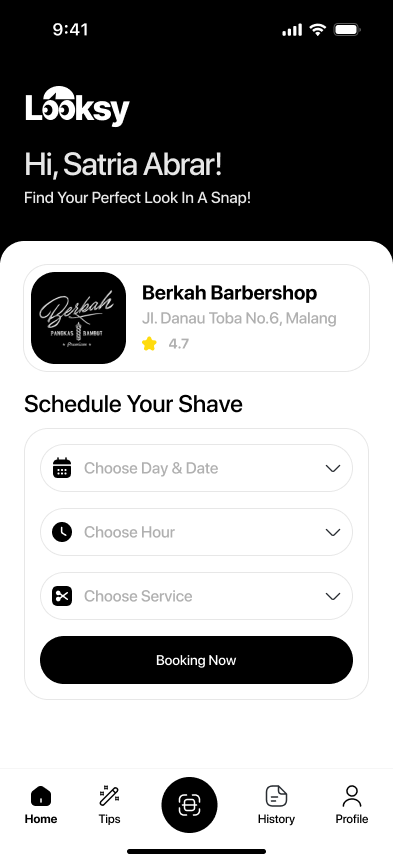 9:41
Looksy
Hi, Satria Abrar!
Find Your Perfect Look In A Snap!
Berkah
PANGKAS RAMBUT
Premium
Berkah Barbershop
Jl. Danau Toba No.6, Malang
4.7
Schedule Your Shave
Choose Day & Date
Choose Hour
Choose Service
Booking Now
Home
Tips
History
Profile